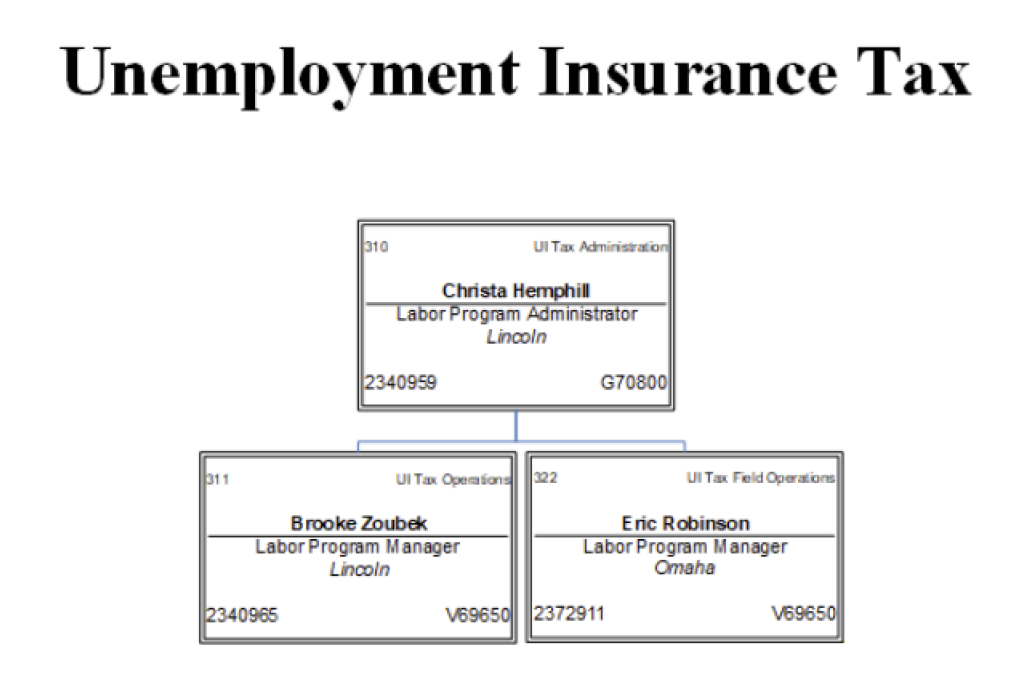 Unemployment Insurance Tax
310 UI Tax Administration
Christa Hemphill
Labor Program Administrator
Lincoln
2340959 G70800
311 UI Tax Operations
Brooke Zoubek
Labor Program Manager
Lincoln
2340965 V69650
322 UI Tax Field Operations
Eric Robinson
Labor Program Manager
Omaha
2372911 V69650